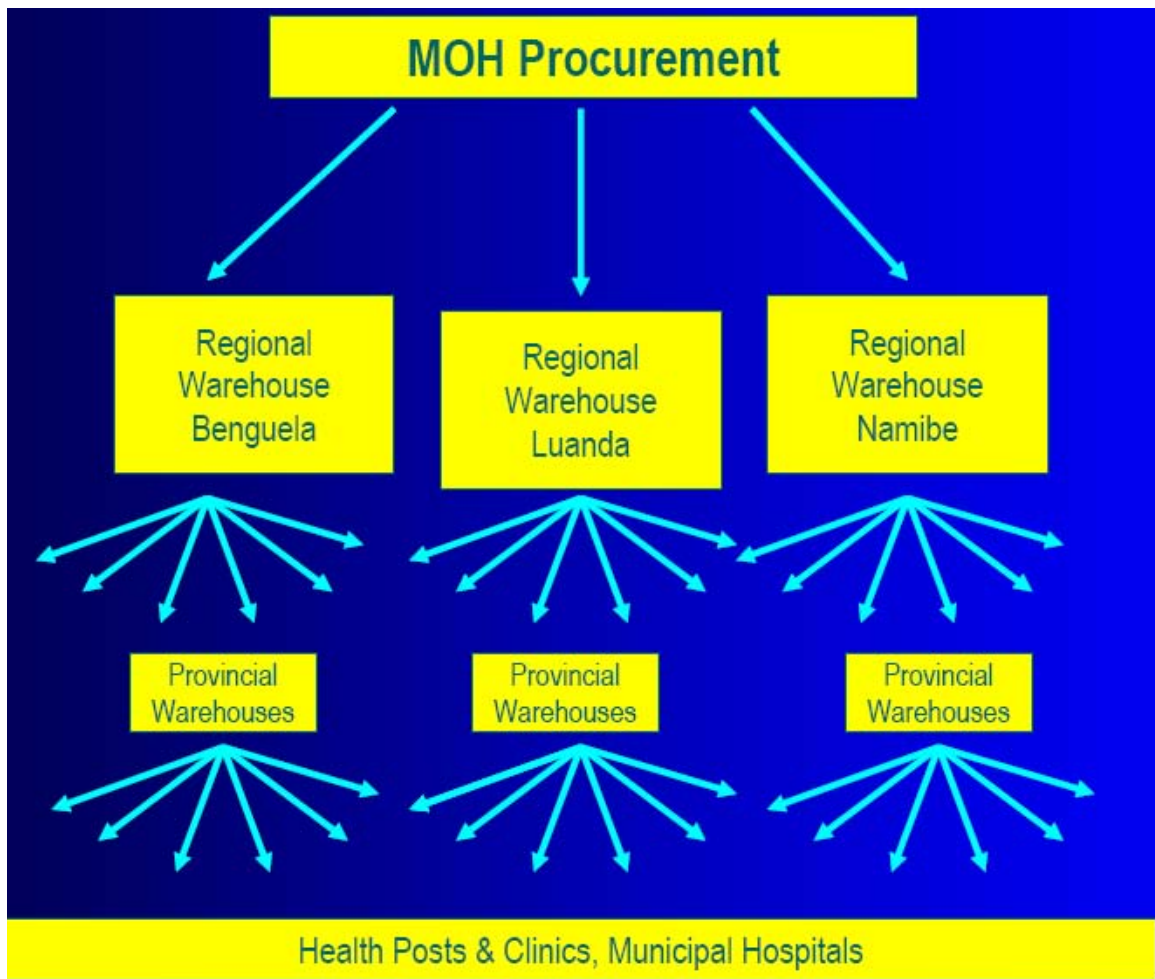 MOH Procurement
Regional
Warehouse
Benguela
Regional
Warehouse
Luanda
Regional
Warehouse
Namibe
Provincial
Warehouses
Provincial
Warehouses
Provincial
Warehouses
Health Posts & Clinics, Municipal Hospitals